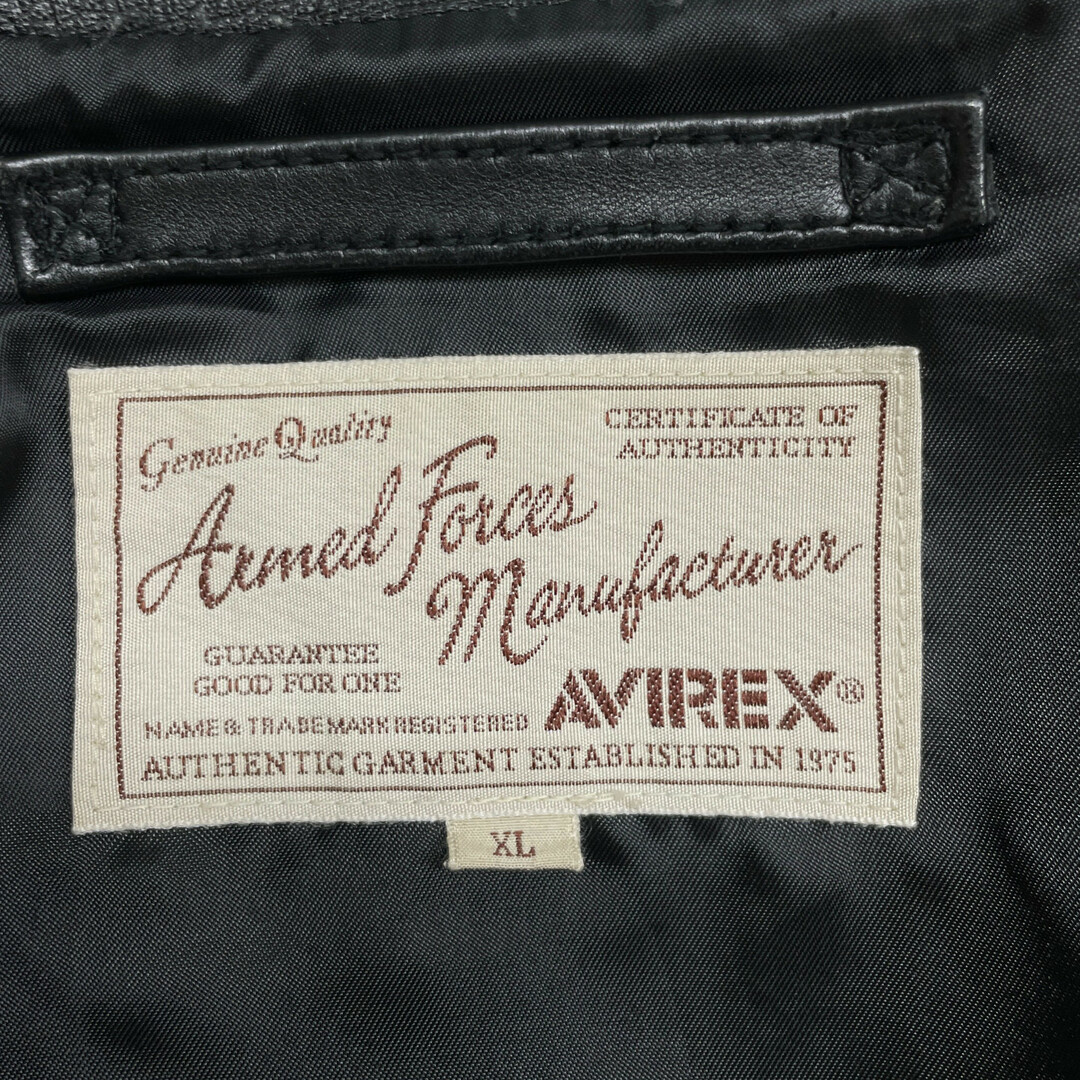 Genuine Quality
CERTIFICATE OF
AUTHENTICITY
Armed Forces
Manufacturer
GUARANTEE
GOOD FOR ONE
AVIREX®
NAME & TRADEMARK REGISTERED
AUTHENTIC GARMENT ESTABLISHED IN 1975
XL